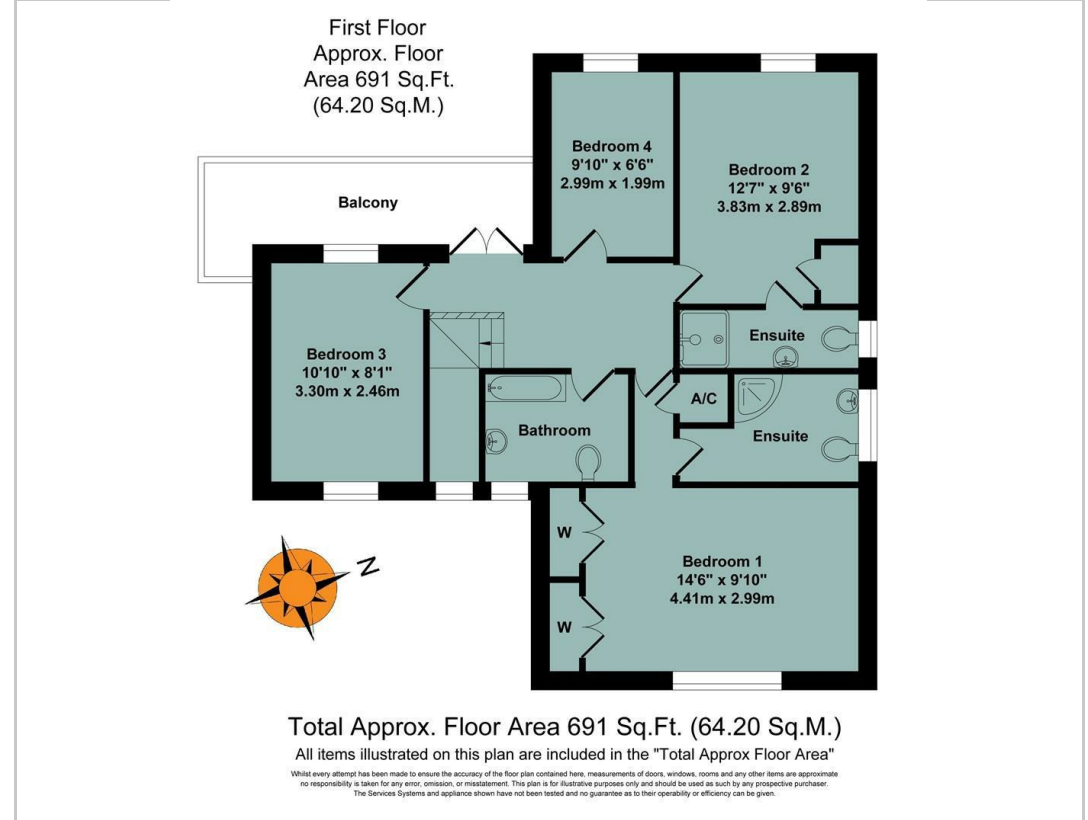 First Floor
Approx. Floor
Area 691 Sq.Ft.
(64.20 Sq.M.)
Bedroom 4
9'10" x 6'6"
2.99m x 1.99m
Bedroom 2
12'7" x 9'6"
3.83m x 2.89m
Balcony
Bedroom 3
10'10" x 8'1"
3.30m x 2.46m
Ensuite
A/C
Bathroom
Ensuite
W
Bedroom 1
14'6" x 9'10"
4.41m x 2.99m
W
N
Total Approx. Floor Area 691 Sq.Ft. (64.20 Sq.M.)
All items illustrated on this plan are included in the "Total Approx Floor Area"
Whilst every attempt has been made to ensure the accuracy of the floor plan contained here, measurements of doors, windows, rooms and any other items are approximate
no responsibility is taken for any error, omission, or misstatement. This plan is for illustrative purposes only and should be used as such by any prospective purchaser.
The Services Systems and appliance shown have not been tested and no guarantee as to their operability or efficiency can be given.